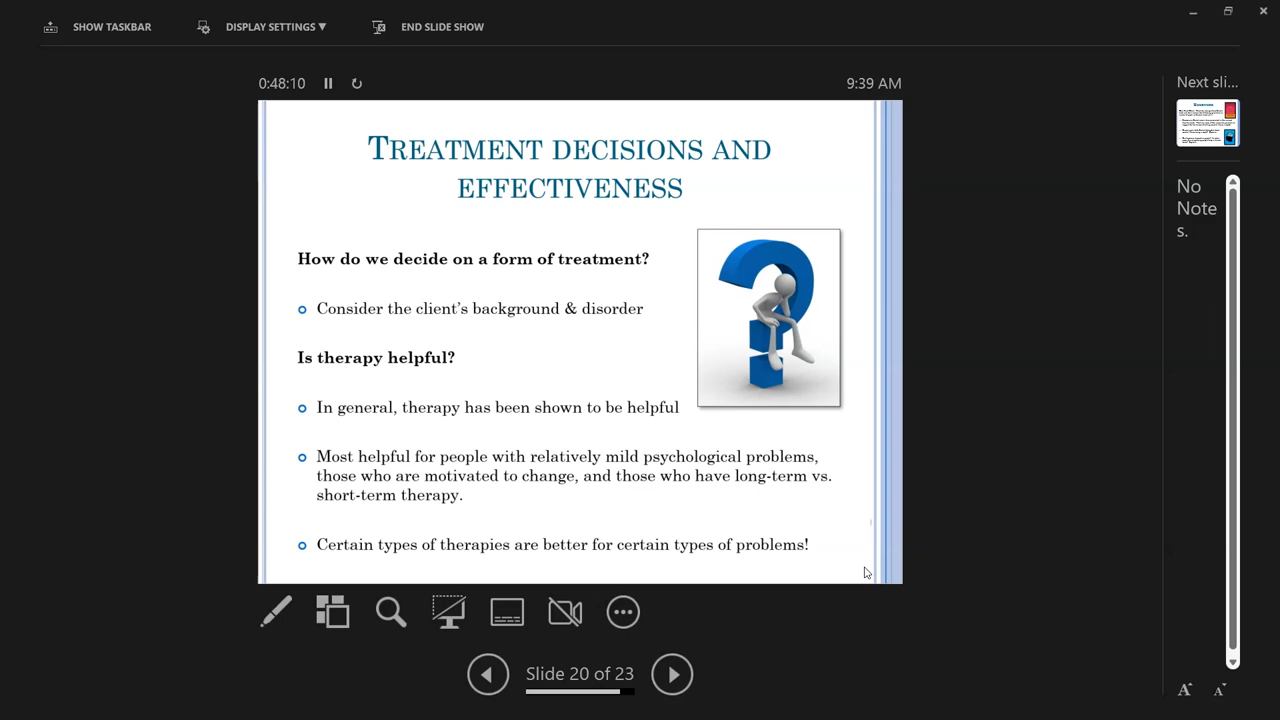 SHOW TASKBAR
DISPLAY SETTINGS ▼
END SLIDE SHOW
0:48:10
9:39 AM
Next sli...
TREATMENT DECISIONS AND
EFFECTIVENESS
How do we decide on a form of treatment?
Consider the client's background & disorder
Is therapy helpful?
In general, therapy has been shown to be helpful
Most helpful for people with relatively mild psychological problems,
those who are motivated to change, and those who have long-term vs.
short-term therapy.
Certain types of therapies are better for certain types of problems!
No
Note
s.
Slide 20 of 23
A A